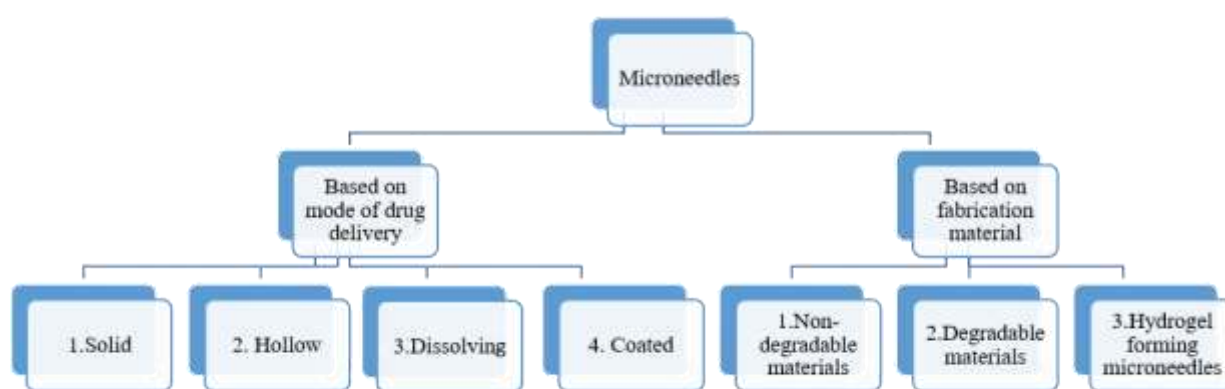 Microneedles
Based on
mode of drug
delivery
Based on
fabrication
material
1.Solid
2. Hollow
3.Dissolving
4. Coated
1.Non-
degradable
materials
2.Degradable
materials
3.Hydrogel
forming
microneedles